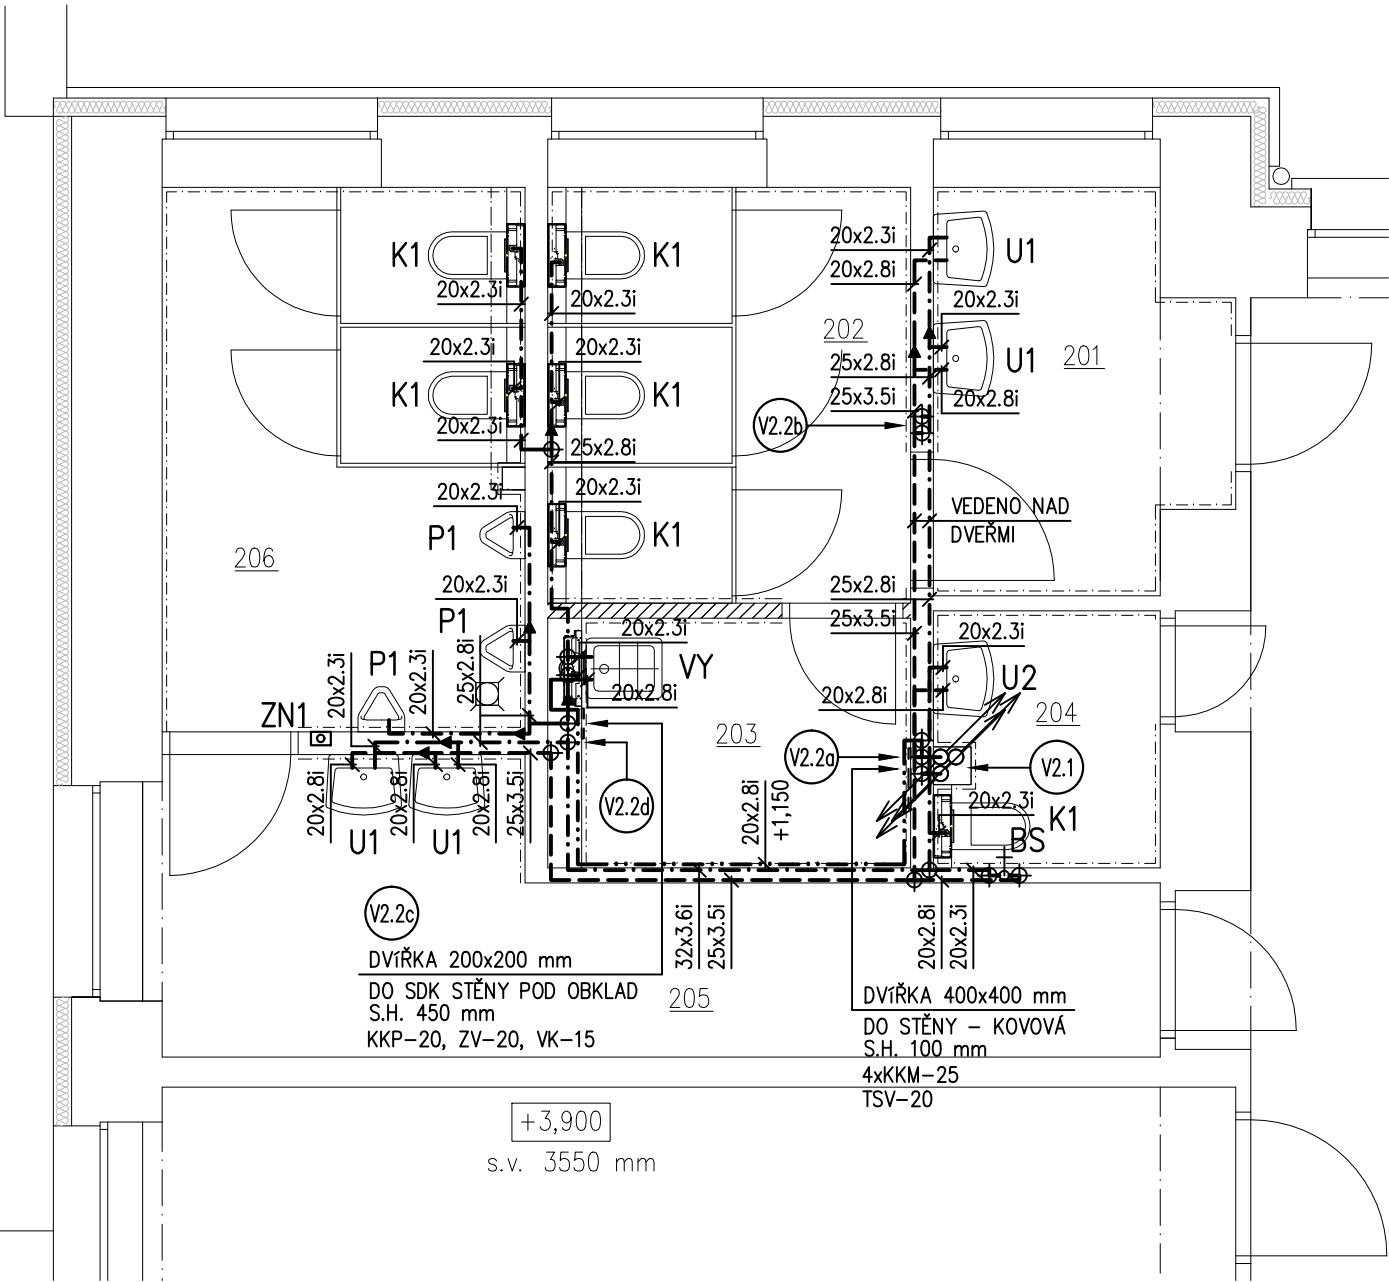 20x2.3i
K1
K1
U1
20x2.8i
20x2.3i
20x2.3i
20x2.3i
202
20x2.3i
20x2.3i
U1
201
25x2.8i
K1
K1
20x2.8i
25x3.5i
V2.2b
20x2.3i
25x2.8i
20x2.3i
20x2.3i
VEDENO NAD
DVEŘMI
P1
K1
206
20x2.3i
25x2.8i
25x3.5i
P1
20x2.3i
20x2.3i
P1
20x2.3i
20x2.3i
25x2.8i
VY
U2
20x2.8i
20x2.8i
ZN1
203
204
V2.2a
V2.1
20x2.8i
20x2.8i
20x2.8i
25x3.5i
V2.2d
20x2.8i
+1,150
20x2.3i
K1
U1
U1
BS
V2.2c
32x3.6i
25x3.5i
20x2.8i
20x2.3i
DVÍŘKA 200x200 mm
DO SDK STĚNY POD OBKLAD
S.H. 450 mm
KKP-20, ZV-20, VK-15
205
DVÍŘKA 400x400 mm
DO STĚNY - KOVOVÁ
S.H. 100 mm
4xKKM-25
TSV-20
+3,900
s.v. 3550 mm